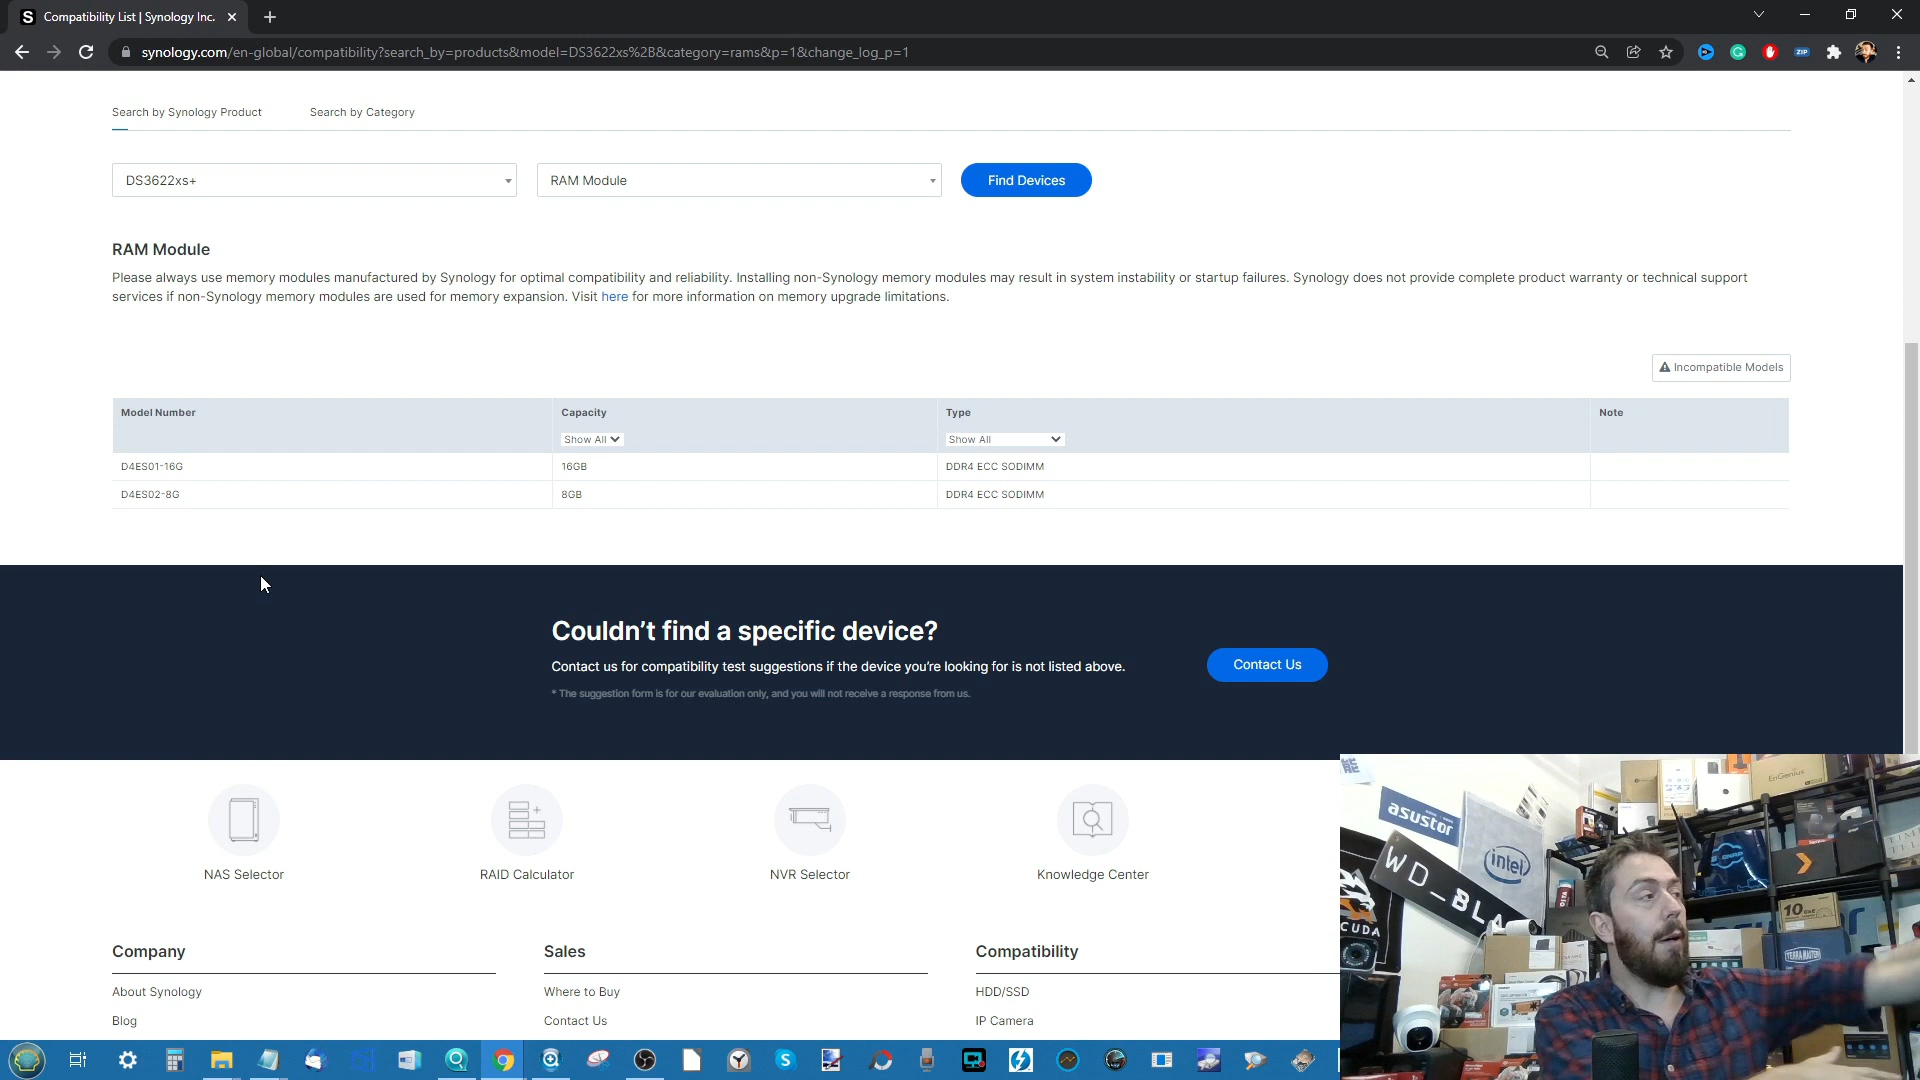 Compatibility List | Synology Inc.
synology.com/en-global/compatibility?search_by=products&model=DS3622xs%2B&category=rams&p=1&change_log_p=1
ZIP
Search by Synology Product
Search by Category
DS3622xs+
RAM Module
Find Devices
RAM Module
Please always use memory modules manufactured by Synology for optimal compatibility and reliability. Installing non-Synology memory modules may result in system instability or startup failures. Synology does not provide complete product warranty or technical support
services if non-Synology memory modules are used for memory expansion. Visit here for more information on memory upgrade limitations.
Incompatible Models
Model Number
Capacity
Type
Note
Show All
Show All
D4ES01-16G
16GB
DDR4 ECC SODIMM
D4ES02-8G
8GB
DDR4 ECC SODIMM
Couldn't find a specific device?
Contact us for compatibility test suggestions if the device you're looking for is not listed above.
* The suggestion form is for our evaluation only, and you will not receive a response from us.
Contact Us
NAS Selector
RAID Calculator
NVR Selector
Knowledge Center
Company
Sales
Compatibility
About Synology
Where to Buy
HDD/SSD
Blog
Contact Us
IP Camera
EnGenius
asustor
intel
WD_BLA
CUDA
QNAP
10GbE
TERRAMASTER